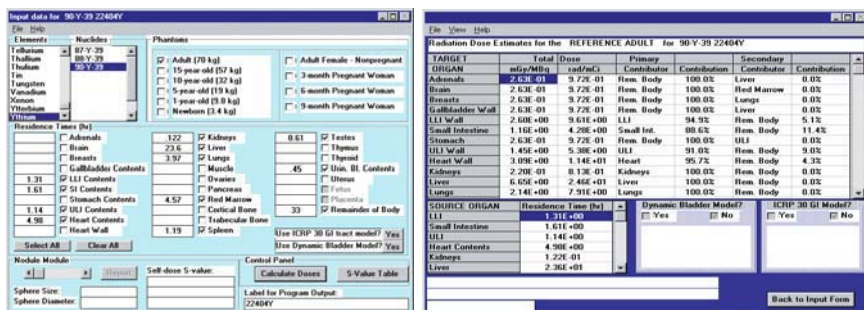 Input data for 90-Y-39 22404Y
File Help
Elements
Tellurium
Thallium
Thulium
Tin
Tungsten
Vanadium
Xenon
Ytterbium
Yttrium
Nuclides
87-Y-39
88-Y-39
90-Y-39
Phantoms
Adult (70 kg)
15-year-old (57 kg)
10-year-old (32 kg)
5-year-old (19 kg)
1-year-old (9.8 kg)
Newborn (3.4 kg)
Adult Female - Nonpregnant
3-month Pregnant Woman
6-month Pregnant Woman
9-month Pregnant Woman
Residence Times (hr)
Adrenals
Brain
Breasts
Gallbladder Contents
1.31 LLI Contents
1.61 SI Contents
Stomach Contents
1.14 ULI Contents
4.98 Heart Contents
Heart Wall
.122 Kidneys
23.6 Liver
3.97 Lungs
Muscle
Ovaries
Pancreas
4.57 Red Marrow
Cortical Bone
Trabecular Bone
1.19 Spleen
0.61 Testes
Thymus
Thyroid
.45 Urin. Bl. Contents
Uterus
Fetus
Placenta
33 Remainder of Body
Select All Clear All
Use ICRP 30 GI tract model? Yes
Use Dynamic Bladder Model? Yes
Nodule Module
Report
Sphere Size:
Sphere Diameter:
Self-dose S-value:
Control Panel
Calculate Doses S-Value Table
Label for Program Output:
22404Y
File View Help
Radiation Dose Estimates for the REFERENCE ADULT for 90-Y-39 22404Y
TARGET Total Dose Primary Secondary
ORGAN mGy/MBq rad/mCi Contributor Contribution Contributor Contribution
Adrenals 2.63E-01 9.72E-01 Rem. Body 100.0% Liver 0.0%
Brain 2.63E-01 9.72E-01 Rem. Body 100.0% Red Marrow 0.0%
Breasts 2.63E-01 9.72E-01 Rem. Body 100.0% Lungs 0.0%
Gallbladder Wall 2.63E-01 9.72E-01 Rem. Body 100.0% Liver 0.0%
LLI Wall 2.60E+00 9.61E+00 LLI 94.9% Rem. Body 5.1%
Small Intestine 1.16E+00 4.28E+00 Small Int. 88.6% Rem. Body 11.4%
Stomach 2.63E-01 9.72E-01 Rem. Body 100.0% ULI 0.0%
ULI Wall 1.45E+00 5.38E+00 ULI 91.0% Rem. Body 9.0%
Heart Wall 3.09E+00 1.14E+01 Heart 95.7% Rem. Body 4.3%
Kidneys 2.20E-01 8.13E-01 Kidneys 100.0% Rem. Body 0.0%
Liver 6.65E+00 2.46E+01 Liver 100.0% Rem. Body 0.0%
Lungs 2.14E+00 7.91E+00 Lungs 100.0% Rem. Body 0.0%
SOURCE ORGAN Residence Time (hr)
LLI 1.31E+00
Small Intestine 1.61E+00
ULI 1.14E+00
Heart Contents 4.98E+00
Kidneys 1.22E-01
Liver 2.36E+01
Dynamic Bladder Model?
Yes No
ICRP 30 GI Model?
Yes No
Back to Input Form